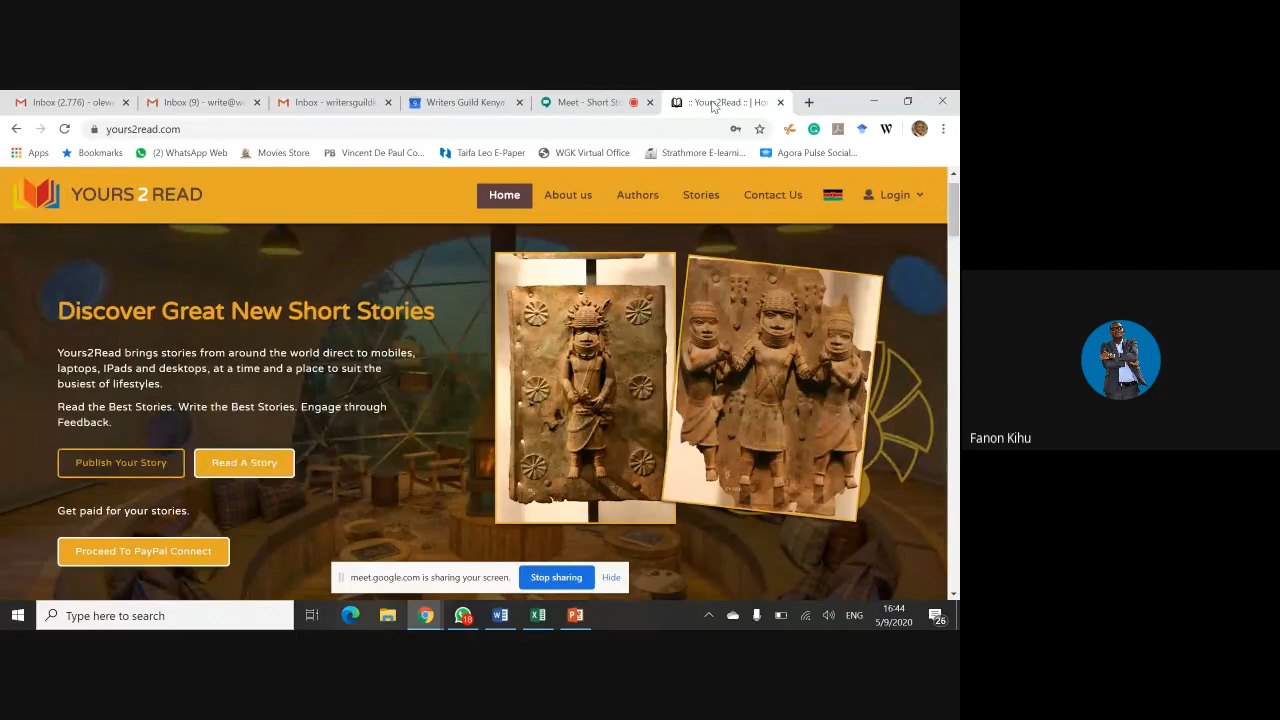 Inbox (2,776) - olew
Inbox (9) - write@w
Inbox - writersguildk
Writers Guild Kenya
Meet - Short Sto
:: Yours2Read :: | Ho
yours2read.com
Apps
Bookmarks
(2) WhatsApp Web
Movies Store
PB Vincent De Paul Co...
Taifa Leo E-Paper
WGK Virtual Office
Strathmore E-learni...
Agora Pulse Social...
W
YOURS 2 READ
Home
About us
Authors
Stories
Contact Us
Login
Discover Great New Short Stories
Yours2Read brings stories from around the world direct to mobiles,
laptops, IPads and desktops, at a time and a place to suit the
busiest of lifestyles.
Read the Best Stories. Write the Best Stories. Engage through
Feedback.
Publish Your Story
Read A Story
Get paid for your stories.
Proceed To PayPal Connect
meet.google.com is sharing your screen.
Stop sharing
Hide
Fanon Kihu
Type here to search
18
ENG
16:44
5/9/2020
26